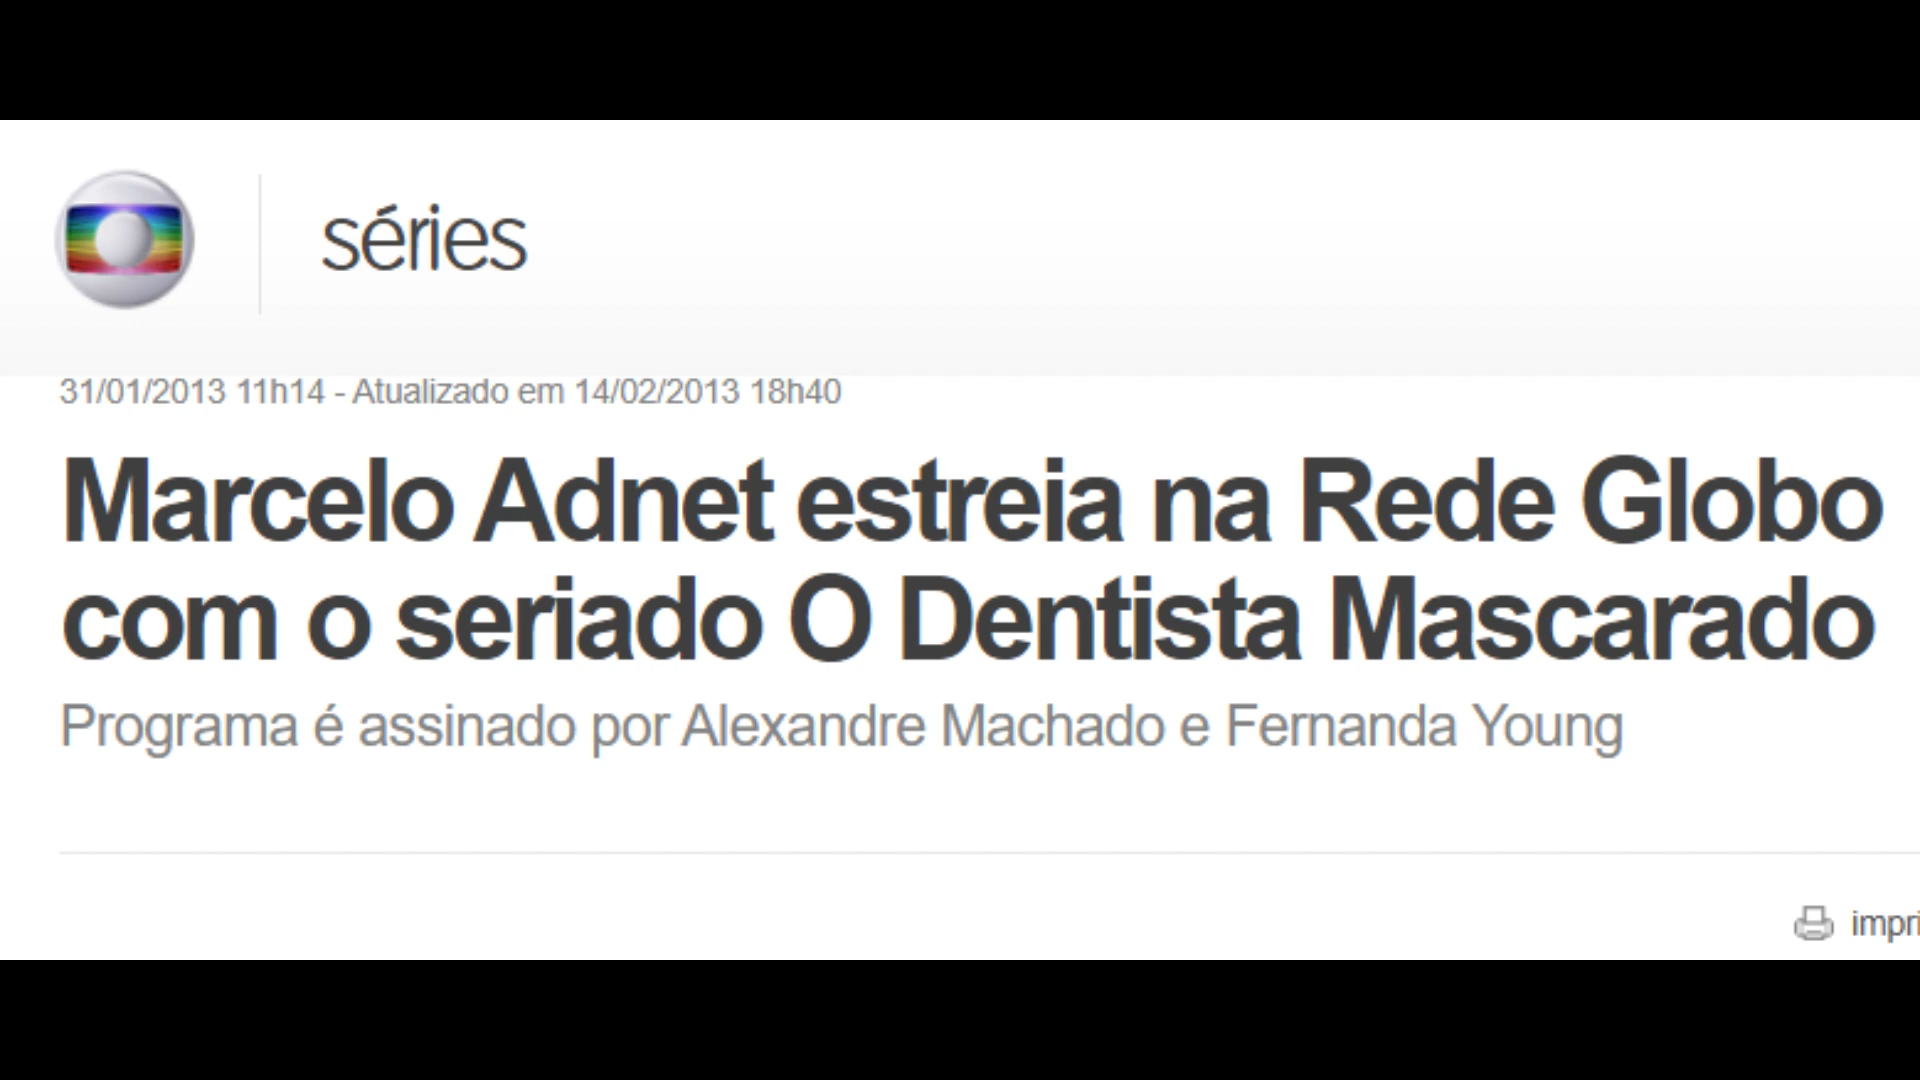 séries
31/01/2013 11h14 - Atualizado em 14/02/2013 18h40
Marcelo Adnet estreia na Rede Globo
com o seriado O Dentista Mascarado
Programa é assinado por Alexandre Machado e Fernanda Young
impri